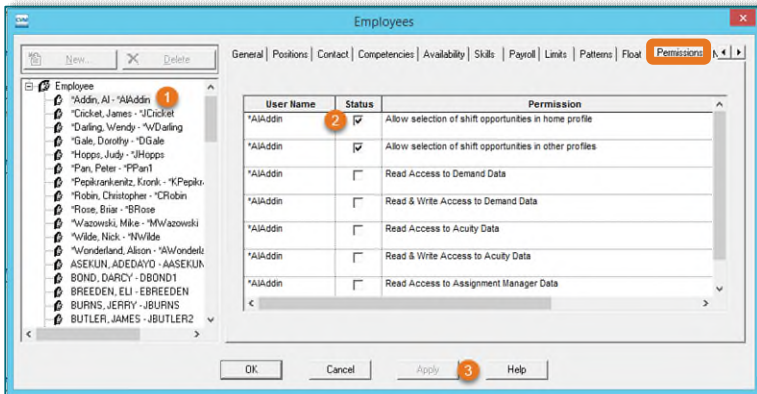 Employees
New...
Delete
General
Positions
Contact
Competencies
Availability
Skills
Payroll
Limits
Patterns
Float
Permissions
N
Employee
*Addin, Al - *AlAddin
*Cricket, James - *JCricket
*Darling, Wendy - *WDarling
*Gale, Dorothy - *DGale
*Hopps, Judy - *JHopps
*Pan, Peter - *PPan1
*Pepikrankenitz, Kronk - *KPepikr
*Robin, Christopher - *CRobin
*Rose, Briar - *BRose
*Wazowski, Mike - *MWazowski
*Wilde, Nick - *NWilde
*Wonderland, Alison - *AWonderla
ASEKUN, ADEDAYO - AASEKUN
BOND, DARCY - DBOND1
BREEDEN, ELI - EBREEDEN
BURNS, JERRY - JBURNS
BUTLER, JAMES - JBUTLER2
1
User Name Status Permission
*AlAddin 2 Allow selection of shift opportunities in home profile
*AlAddin Allow selection of shift opportunities in other profiles
*AlAddin Read Access to Demand Data
*AlAddin Read & Write Access to Demand Data
*AlAddin Read Access to Acuity Data
*AlAddin Read & Write Access to Acuity Data
*AlAddin Read Access to Assignment Manager Data
OK
Cancel
Apply
3
Help